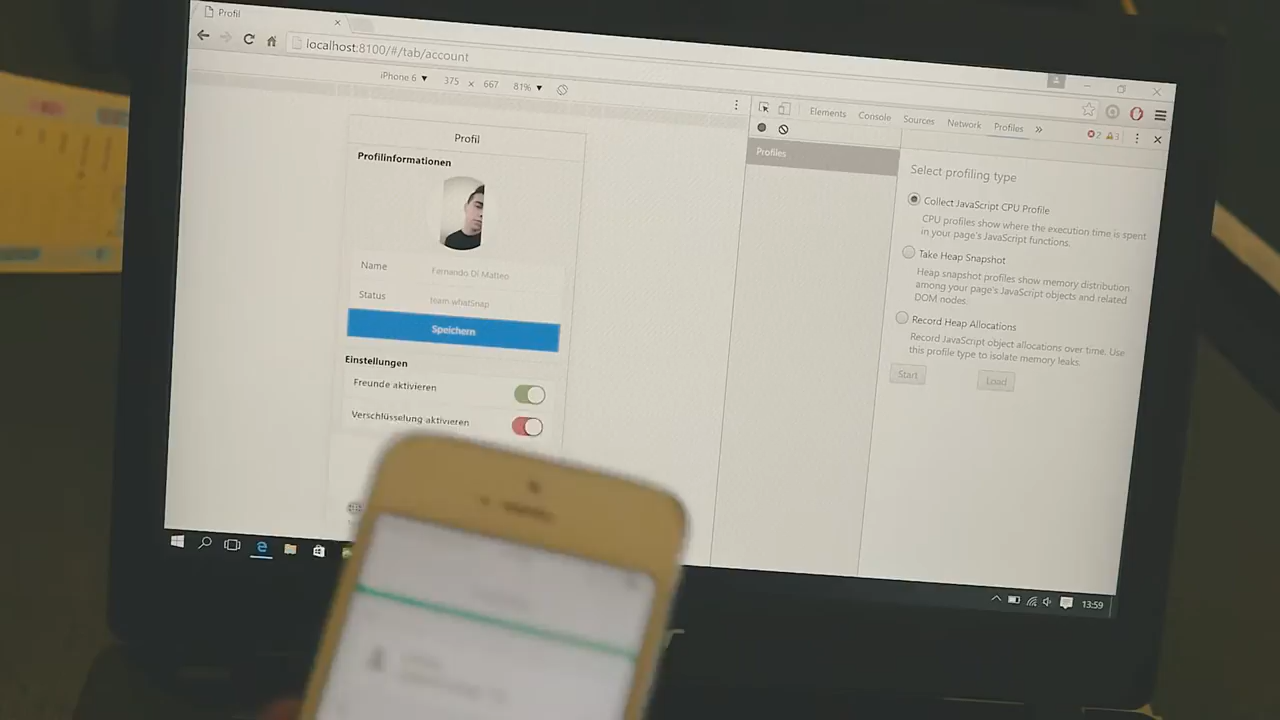 Profil
localhost:8100/#/tab/account
iPhone 6 ▼ 375 × 667 81% ▼
Profil
Profilinformationen
Name Fernando Di Matteo
Status team whatSnap
Speichern
Einstellungen
Freunde aktivieren
Verschlüsselung aktivieren
Elements Console Sources Network Profiles »
2 3
Profiles
Select profiling type
Collect JavaScript CPU Profile
CPU profiles show where the execution time is spent
in your page's JavaScript functions.
Take Heap Snapshot
Heap snapshot profiles show memory distribution
among your page's JavaScript objects and related
DOM nodes.
Record Heap Allocations
Record JavaScript object allocations over time. Use
this profile type to isolate memory leaks.
Start Load
13:59